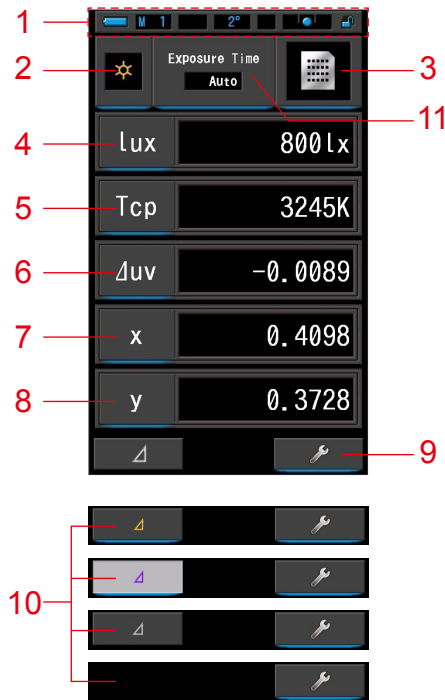 1
M 1 2°
2
Exposure Time
Auto
3
11
4
lux
800lx
5
Tcp
3245K
6
⊿uv
-0.0089
7
x
0.4098
8
y
0.3728
⊿
9
⊿
⊿
10
⊿